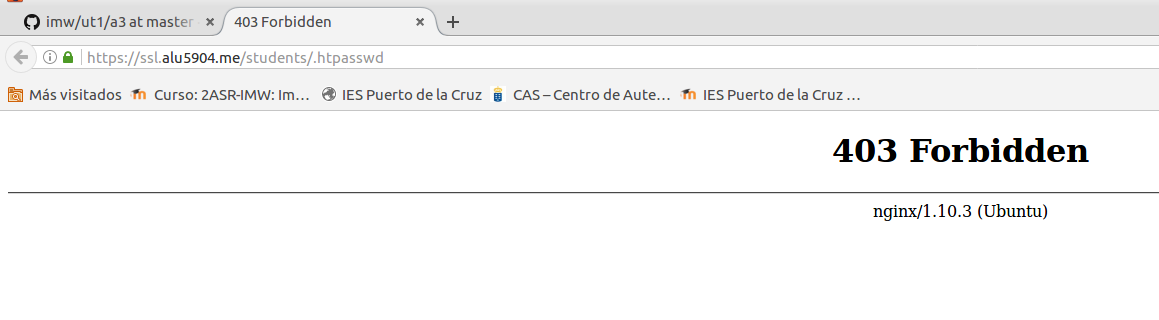 imw/ut1/a3 at master
403 Forbidden
https://ssl.alu5904.me/students/.htpasswd
Más visitados
Curso: 2ASR-IMW: Im...
IES Puerto de la Cruz
CAS – Centro de Aute...
IES Puerto de la Cruz ...
403 Forbidden
nginx/1.10.3 (Ubuntu)